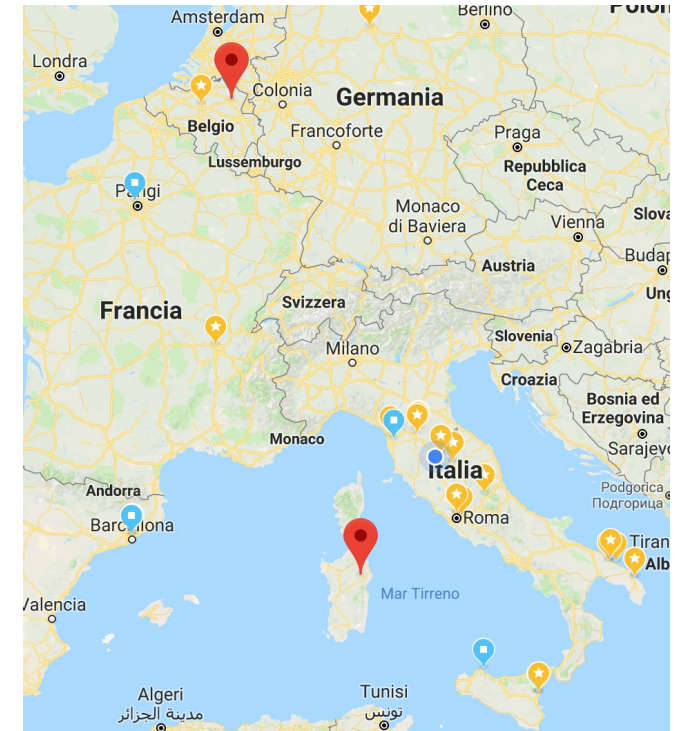 Amsterdam
Berlino
Polon
Londra
Colonia
Germania
Belgio
Francoforte
Praga
Lussemburgo
Repubblica
Ceca
Parigi
Monaco
di Baviera
Vienna
Slova
Budap
Austria
Ung
Francia
Svizzera
Slovenia
Zagabria
Milano
Croazia
Bosnia ed
Erzegovina
Monaco
Sarajevo
Italia
Andorra
Podgorica
Подгорица
Barcellona
Roma
Tiran
Alb
Valencia
Mar Tirreno
Algeri
مدينة الجزائر
Tunisi
تونس